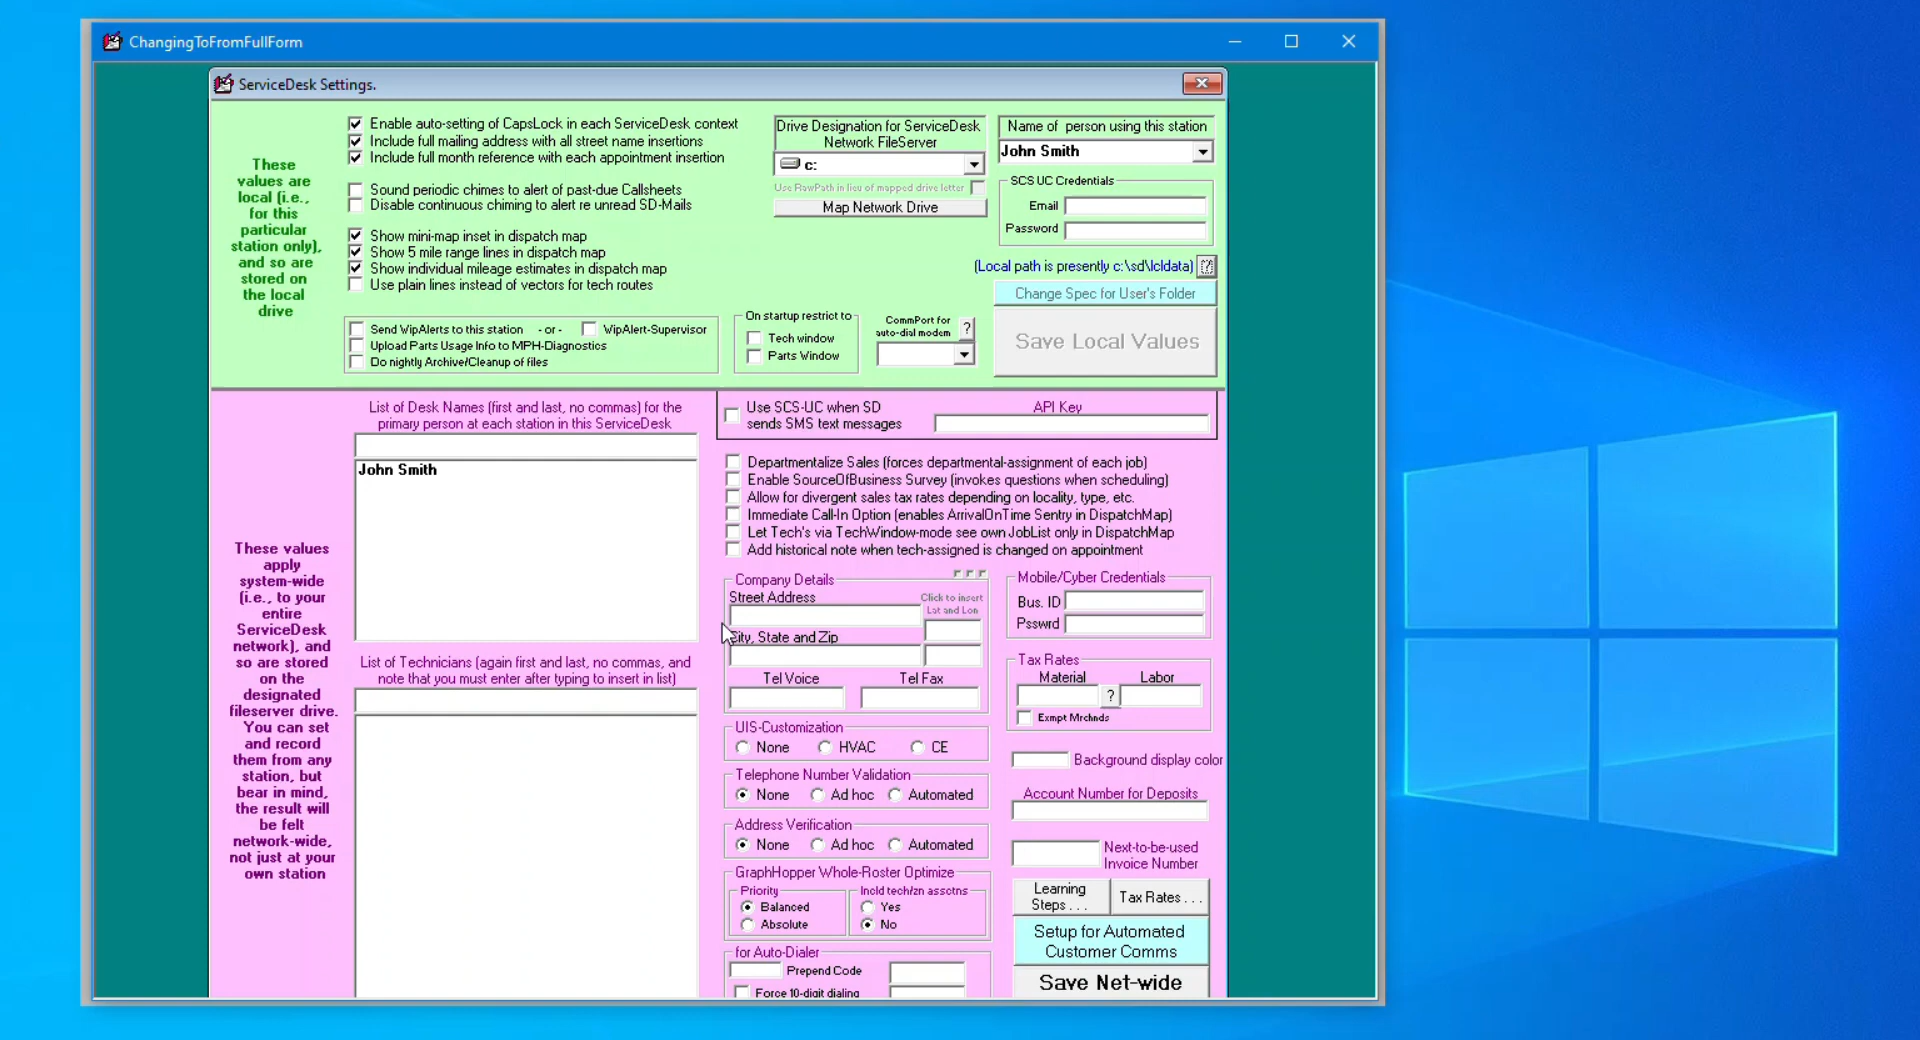 ChangingToFromFullForm
ServiceDesk Settings.
These
values are
local (i.e.,
for this
particular
station only),
and so are
stored on
the local
drive
Enable auto-setting of CapsLock in each ServiceDesk context
Include full mailing address with all street name insertions
Include full month reference with each appointment insertion
Sound periodic chimes to alert of past-due Callsheets
Disable continuous chiming to alert re unread SD-Mails
Show mini-map inset in dispatch map
Show 5 mile range lines in dispatch map
Show individual mileage estimates in dispatch map
Use plain lines instead of vectors for tech routes
Send WipAlerts to this station - or - WipAlert-Supervisor
Upload Parts Usage Info to MPH-Diagnostics
Do nightly Archive/Cleanup of files
Drive Designation for ServiceDesk
Network FileServer
c:
Use RawPath in lieu of mapped drive letter
Map Network Drive
Name of person using this station
John Smith
SCS UC Credentials
Email
Password
(Local path is presently c:\sd\lcldata) ?
Change Spec for User's Folder
On startup restrict to
Tech window
Parts Window
CommPort for
auto-dial modem ?
Save Local Values
These values
apply
system-wide
(i.e., to your
entire
ServiceDesk
network), and
so are stored
on the
designated
fileserver drive.
You can set
and record
them from any
station, but
bear in mind,
the result will
be felt
network-wide,
not just at your
own station
List of Desk Names (first and last, no commas) for the
primary person at each station in this ServiceDesk
John Smith
List of Technicians (again first and last, no commas, and
note that you must enter after typing to insert in list)
Use SCS-UC when SD
sends SMS text messages
API Key
Departmentalize Sales (forces departmental-assignment of each job)
Enable SourceOfBusiness Survey (invokes questions when scheduling)
Allow for divergent sales tax rates depending on locality, type, etc.
Immediate Call-In Option (enables ArrivalOnTime Sentry in DispatchMap)
Let Tech's via TechWindow-mode see own JobList only in DispatchMap
Add historical note when tech-assigned is changed on appointment
Company Details
Street Address
Click to insert
Lat and Lon
City, State and Zip
Tel Voice Tel Fax
Mobile/Cyber Credentials
Bus. ID
Psswrd
Tax Rates
Material Labor
?
Exmpt Mrchnds
UIS-Customization
None HVAC CE
Telephone Number Validation
None Ad hoc Automated
Address Verification
None Ad hoc Automated
GraphHopper Whole-Roster Optimize
Priority
Balanced
Absolute
Incld tech/zn assctns
Yes
No
for Auto-Dialer
Prepend Code
Force 10-digit dialing
Background display color
Account Number for Deposits
Next-to-be-used
Invoice Number
Learning
Steps . . .
Tax Rates . . .
Setup for Automated
Customer Comms
Save Net-wide